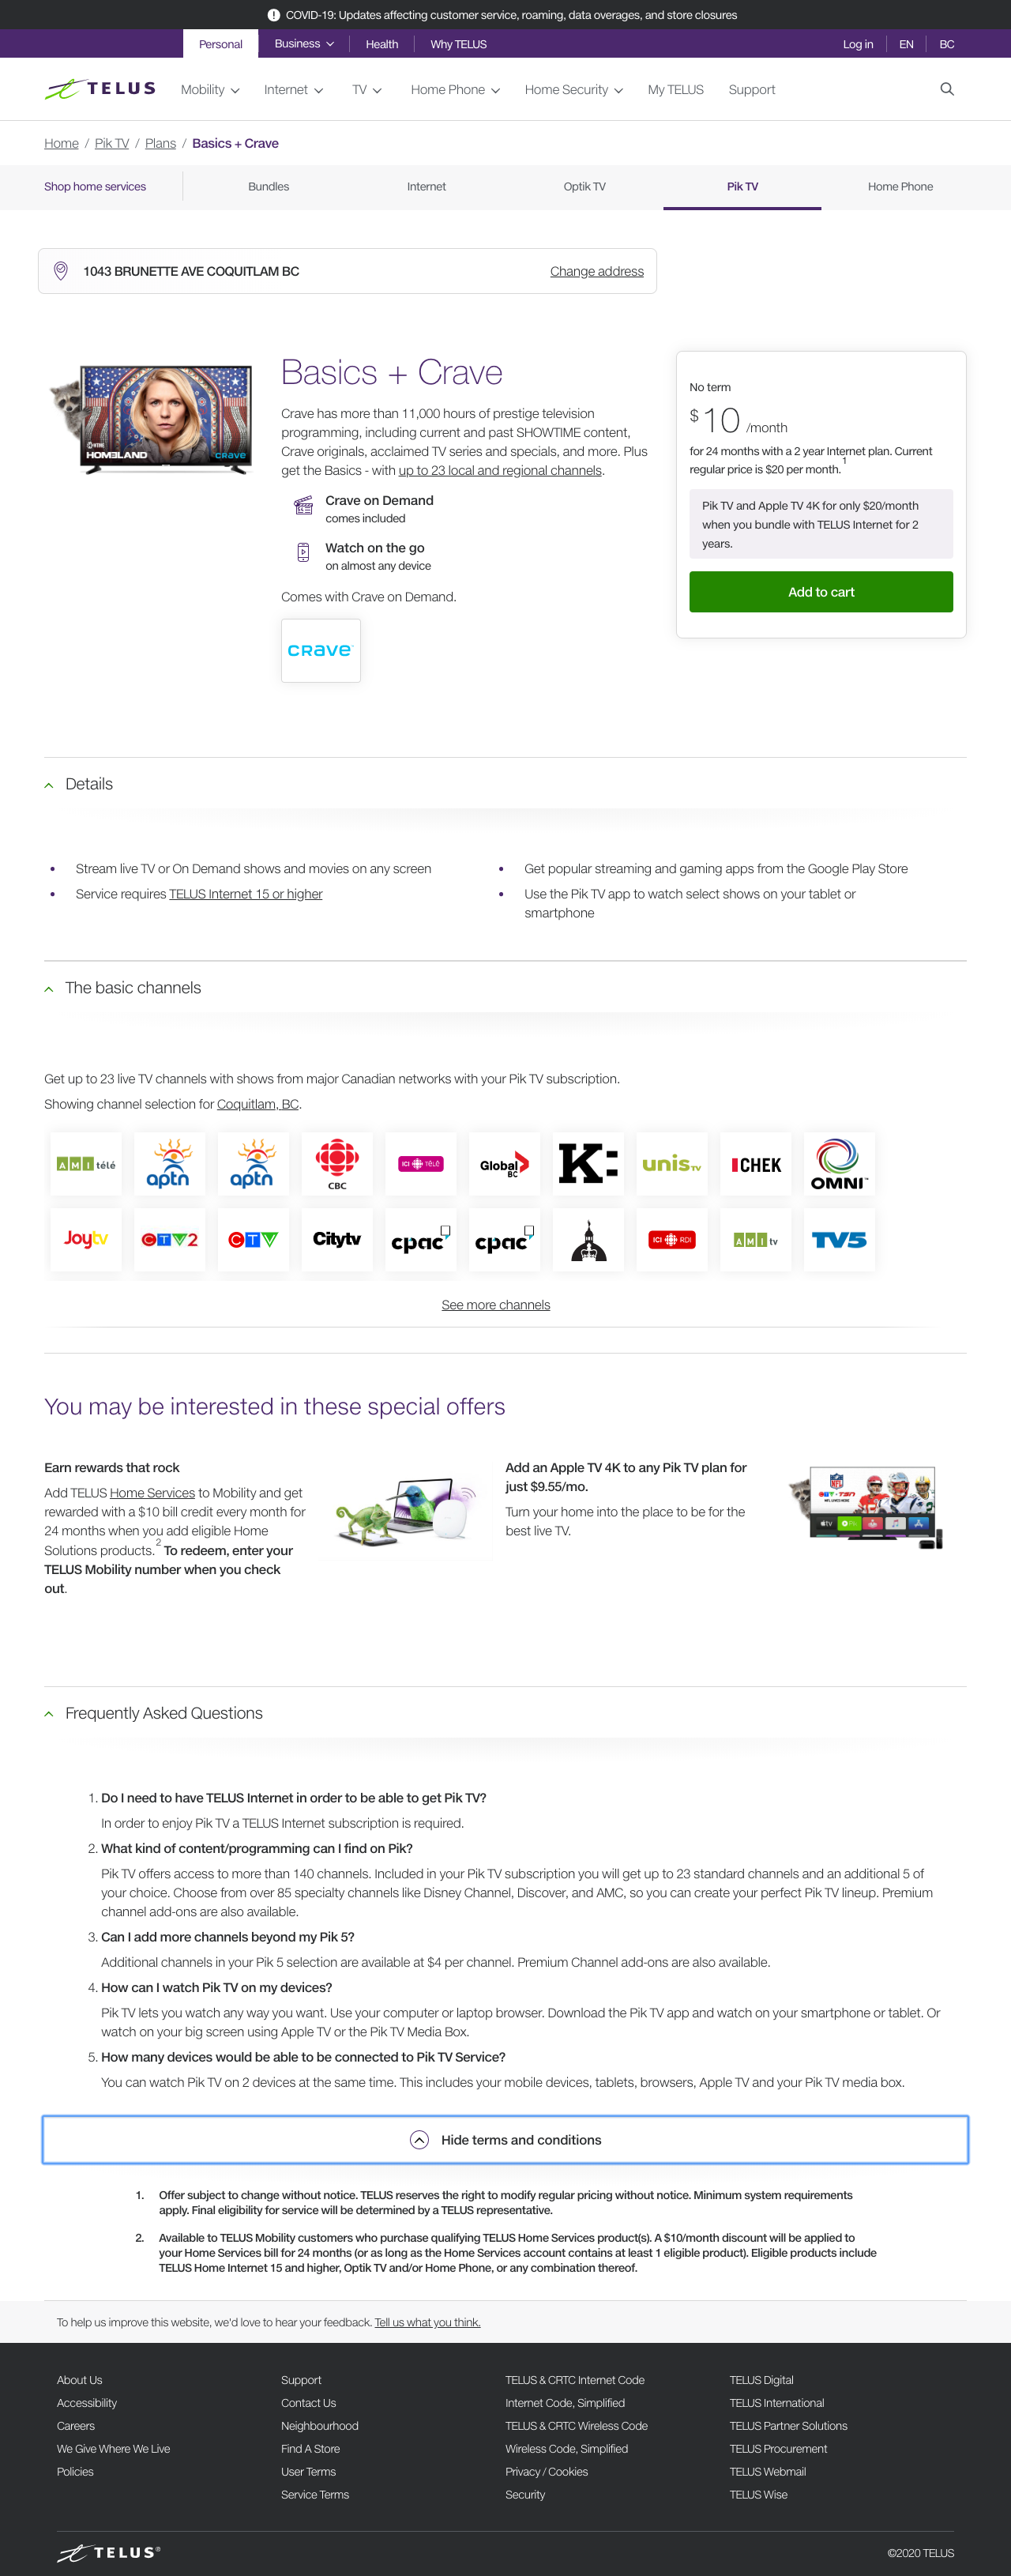 COVID-19: Updates affecting customer service, roaming, data overages, and store closures
Personal Business Health Why TELUS Log in EN BC
TELUS Mobility Internet TV Home Phone Home Security My TELUS Support
Home / Pik TV / Plans / Basics + Crave
Shop home services Bundles Internet Optik TV Pik TV Home Phone
1043 BRUNETTE AVE COQUITLAM BC Change address
SHOWTIME
HOMELAND CRAVE
Basics + Crave
Crave has more than 11,000 hours of prestige television
programming, including current and past SHOWTIME content,
Crave originals, acclaimed TV series and specials, and more. Plus
get the Basics - with up to 23 local and regional channels.
Crave on Demand
comes included
Watch on the go
on almost any device
Comes with Crave on Demand.
CRAVE
No term
$10 /month
for 24 months with a 2 year Internet plan. Current
regular price is $20 per month.1
Pik TV and Apple TV 4K for only $20/month
when you bundle with TELUS Internet for 2
years.
Add to cart
Details
Stream live TV or On Demand shows and movies on any screen
Service requires TELUS Internet 15 or higher
Get popular streaming and gaming apps from the Google Play Store
Use the Pik TV app to watch select shows on your tablet or
smartphone
The basic channels
Get up to 23 live TV channels with shows from major Canadian networks with your Pik TV subscription.
Showing channel selection for Coquitlam, BC.
AMI télé aptn aptn CBC ICI TÉLÉ Global BC K: unis TV CHEK OMNI
Joytv CTV2 CTV Citytv cpac cpac ICI RDI AMI tv TV5
See more channels
You may be interested in these special offers
Earn rewards that rock
Add TELUS Home Services to Mobility and get
rewarded with a $10 bill credit every month for
24 months when you add eligible Home
Solutions products.2 To redeem, enter your
TELUS Mobility number when you check
out.
Add an Apple TV 4K to any Pik TV plan for
just $9.55/mo.
Turn your home into the place to be for the
best live TV.
Frequently Asked Questions
1. Do I need to have TELUS Internet in order to be able to get Pik TV?
In order to enjoy Pik TV a TELUS Internet subscription is required.
2. What kind of content/programming can I find on Pik?
Pik TV offers access to more than 140 channels. Included in your Pik TV subscription you will get up to 23 standard channels and an additional 5 of
your choice. Choose from over 85 specialty channels like Disney Channel, Discover, and AMC, so you can create your perfect Pik TV lineup. Premium
channel add-ons are also available.
3. Can I add more channels beyond my Pik 5?
Additional channels in your Pik 5 selection are available at $4 per channel. Premium Channel add-ons are also available.
4. How can I watch Pik TV on my devices?
Pik TV lets you watch any way you want. Use your computer or laptop browser. Download the Pik TV app and watch on your smartphone or tablet. Or
watch on your big screen using Apple TV or the Pik TV Media Box.
5. How many devices would be able to be connected to Pik TV Service?
You can watch Pik TV on 2 devices at the same time. This includes your mobile devices, tablets, browsers, Apple TV and your Pik TV media box.
Hide terms and conditions
1. Offer subject to change without notice. TELUS reserves the right to modify regular pricing without notice. Minimum system requirements
apply. Final eligibility for service will be determined by a TELUS representative.
2. Available to TELUS Mobility customers who purchase qualifying TELUS Home Services product(s). A $10/month discount will be applied to
your Home Services bill for 24 months (or as long as the Home Services account contains at least 1 eligible product). Eligible products include
TELUS Home Internet 15 and higher, Optik TV and/or Home Phone, or any combination thereof.
To help us improve this website, we'd love to hear your feedback. Tell us what you think.
About Us Support TELUS & CRTC Internet Code TELUS Digital
Accessibility Contact Us Internet Code, Simplified TELUS International
Careers Neighbourhood TELUS & CRTC Wireless Code TELUS Partner Solutions
We Give Where We Live Find A Store Wireless Code, Simplified TELUS Procurement
Policies User Terms Privacy / Cookies TELUS Webmail
Service Terms Security TELUS Wise
TELUS® ©2020 TELUS